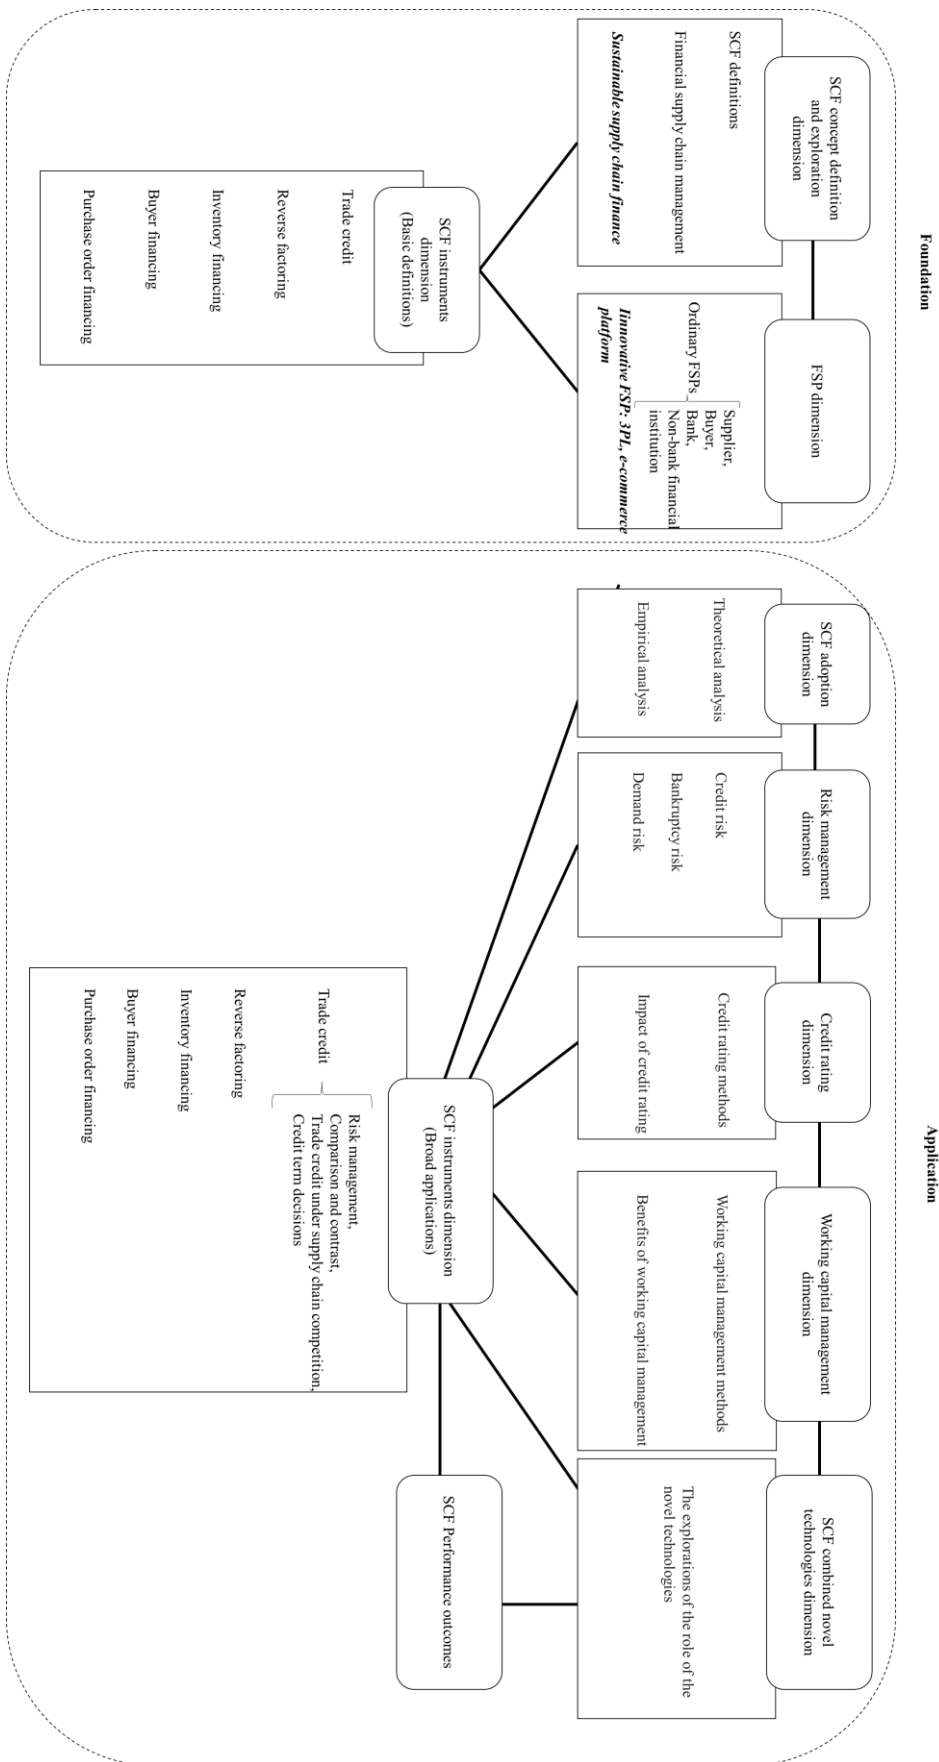 Foundation
SCF concept definition
and exploration
dimension
SCF definitions
Financial supply chain management
Sustainable supply chain finance
FSP dimension
Ordinary FSPs
Supplier,
Buyer,
Bank,
Non-bank financial
institution
Iinnovative FSP: 3PL, e-commerce
platform
SCF instruments
dimension
(Basic definitions)
Trade credit
Reverse factoring
Inventory financing
Buyer financing
Purchase order financing
Application
SCF adoption
dimension
Theoretical analysis
Empirical analysis
Risk management
dimension
Credit risk
Bankruptcy risk
Demand risk
Credit rating
dimension
Credit rating methods
Impact of credit rating
Working capital management
dimension
Working capital management methods
Benefits of working capital management
SCF combined novel
technologies dimension
The explorations of the role of the
novel technologies
SCF instruments dimension
(Broad applications)
Trade credit
Risk management,
Comparison and contrast,
Trade credit under supply chain competition,
Credit term decisions
Reverse factoring
Inventory financing
Buyer financing
Purchase order financing
SCF Performance outcomes